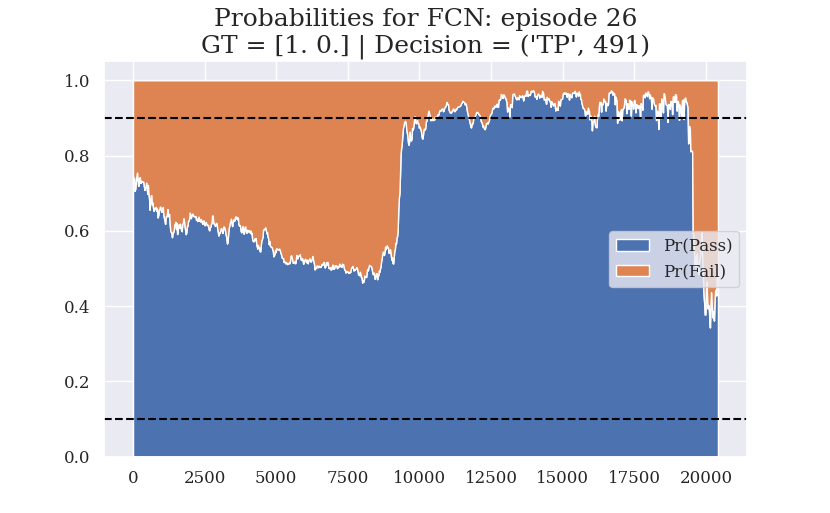 Probabilities for FCN: episode 26
GT = [1. 0.] | Decision = ('TP', 491)
1.0
0.8
0.6
0.4
0.2
0.0
Pr(Pass)
Pr(Fail)
0 2500 5000 7500 10000 12500 15000 17500 20000